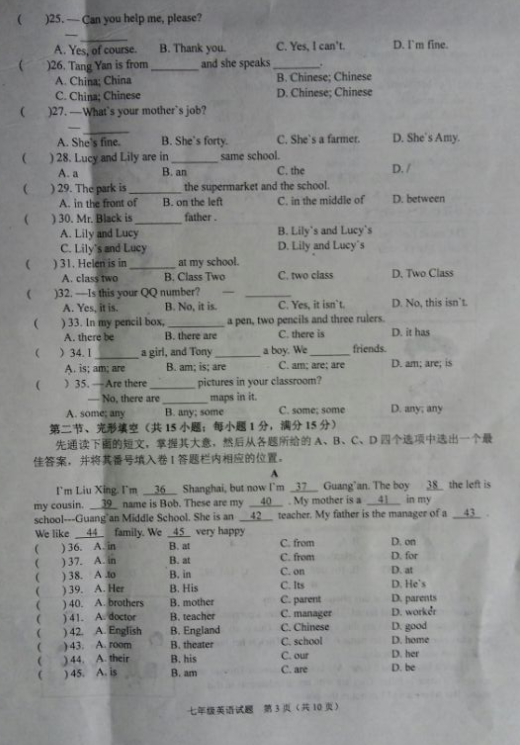 ( )25. — Can you help me, please?
— ________
A. Yes, of course. B. Thank you. C. Yes, I can't. D. I'm fine.
( )26. Tang Yan is from ________ and she speaks ________.
A. China; China B. Chinese; Chinese
C. China; Chinese D. Chinese; Chinese
( )27. —What's your mother's job?
— ________
A. She's fine. B. She's forty. C. She's a farmer. D. She's Amy.
( ) 28. Lucy and Lily are in ________ same school.
A. a B. an C. the D. /
( ) 29. The park is ________ the supermarket and the school.
A. in the front of B. on the left C. in the middle of D. between
( ) 30. Mr. Black is ________ father .
A. Lily and Lucy B. Lily's and Lucy's
C. Lily's and Lucy D. Lily and Lucy's
( ) 31. Helen is in ________ at my school.
A. class two B. Class Two C. two class D. Two Class
( )32. —Is this your QQ number? — ________
A. Yes, it is. B. No, it is. C. Yes, it isn't. D. No, this isn't.
( ) 33. In my pencil box, ________ a pen, two pencils and three rulers.
A. there be B. there are C. there is D. it has
( ) 34. I ________ a girl, and Tony ________ a boy. We ________ friends.
A. is; am; are B. am; is; are C. am; are; are D. am; are; is
( ) 35. — Are there ________ pictures in your classroom?
— No, there are ________ maps in it.
A. some; any B. any; some C. some; some D. any; any
第二节、完形填空（共 15 小题；每小题 1 分，满分 15 分）
先通读下面的短文，掌握其大意，然后从各题所给的 A、B、C、D 四个选项中选出一个最
佳答案，并将其番号填入卷 I 答题栏内相应的位置。
A
I'm Liu Xing. I'm 36 Shanghai, but now I'm 37 Guang'an. The boy 38 the left is
my cousin. 39 name is Bob. These are my 40 . My mother is a 41 in my
school---Guang'an Middle School. She is an 42 teacher. My father is the manager of a 43 .
We like 44 family. We 45 very happy
( )36. A. in B. at C. from D. on
( )37. A. in B. at C. from D. for
( )38. A. to B. in C. on D. at
( )39. A. Her B. His C. Its D. He's
( )40. A. brothers B. mother C. parent D. parents
( )41. A. doctor B. teacher C. manager D. worker
( )42. A. English B. England C. Chinese D. good
( )43. A. room B. theater C. school D. home
( )44. A. their B. his C. our D. her
( )45. A. is B. am C. are D. be
七年级英语试题 第 3 页（共 10 页）